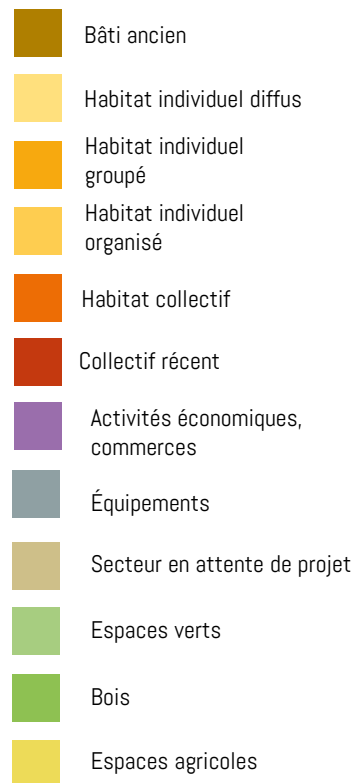 Bâti ancien
Habitat individuel diffus
Habitat individuel
groupé
Habitat individuel
organisé
Habitat collectif
Collectif récent
Activités économiques,
commerces
Équipements
Secteur en attente de projet
Espaces verts
Bois
Espaces agricoles